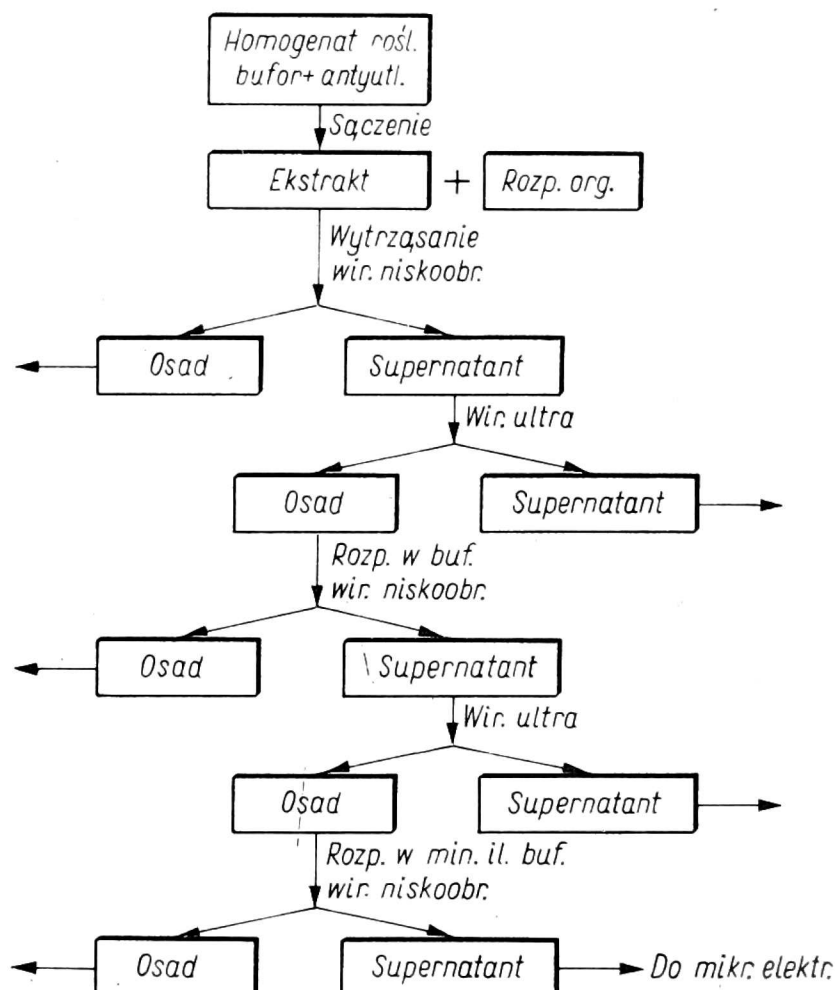 Homogenat rośl.
bufor + antyutl.
Sączenie
Ekstrakt + Rozp. org.
Wytrząsanie
wir. niskoobr.
Osad Supernatant
Wir. ultra
Osad Supernatant
Rozp. w buf.
wir. niskoobr.
Osad Supernatant
Wir. ultra
Osad Supernatant
Rozp. w min. il. buf.
wir. niskoobr.
Osad Supernatant Do mikr. elektr.